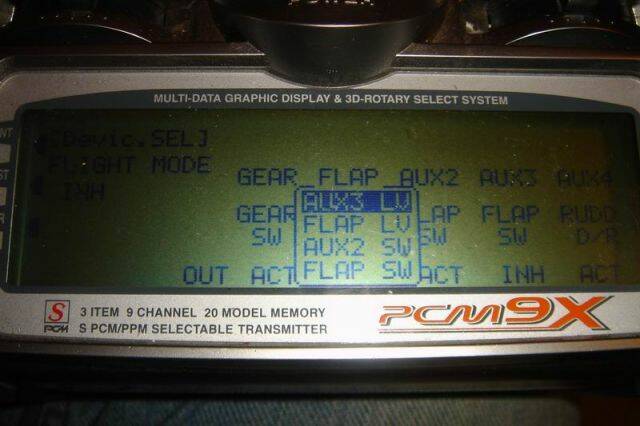 POWER
MULTI-DATA GRAPHIC DISPLAY & 3D-ROTARY SELECT SYSTEM
[Devic.SEL]
FLIGHT MODE
INH
GEAR FLAP AUX2 AUX3 AUX4
AUX3 LV
FLAP LV
AUX2 SW
FLAP SW
GEAR LAP FLAP RUDD
SW SW SW D/R
OUT ACT ACT INH ACT
S PCM
3 ITEM 9 CHANNEL 20 MODEL MEMORY
S PCM/PPM SELECTABLE TRANSMITTER
PCM9X